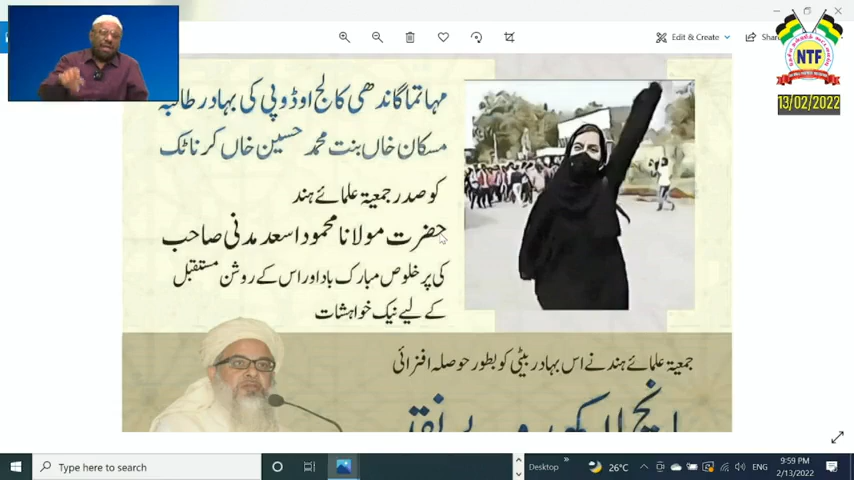 Edit & Create
Shar
NTF
13/02/2022
مہاتما گاندھی کالج اوڈوپی کی بہادر طالبہ
مسکان خاں بنت محمد حسین خاں کرناٹک
کو صدر جمعیۃ علمائے ہند
حضرت مولانا محمود اسعد مدنی صاحب
کی پر خلوص مبارک باد اور اس کے روشن مستقبل
کے لیے نیک خواہشات
جمعیۃ علمائے ہند نے اس بہادر بیٹی کو بطور حوصلہ افزائی
Type here to search
Desktop
26°C
ENG
9:59 PM
2/13/2022